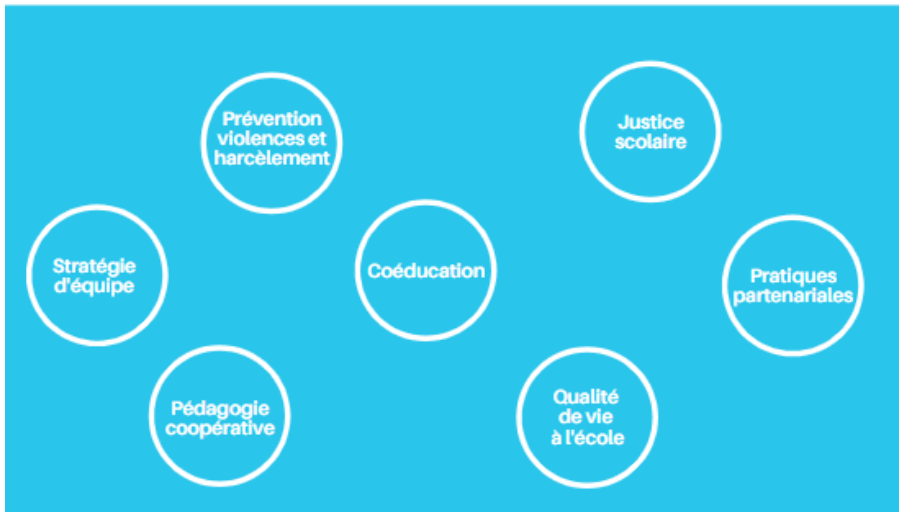 Prévention
violences et
harcèlement
Justice
scolaire
Stratégie
d'équipe
Coéducation
Pratiques
partenariales
Pédagogie
coopérative
Qualité
de vie
à l'école